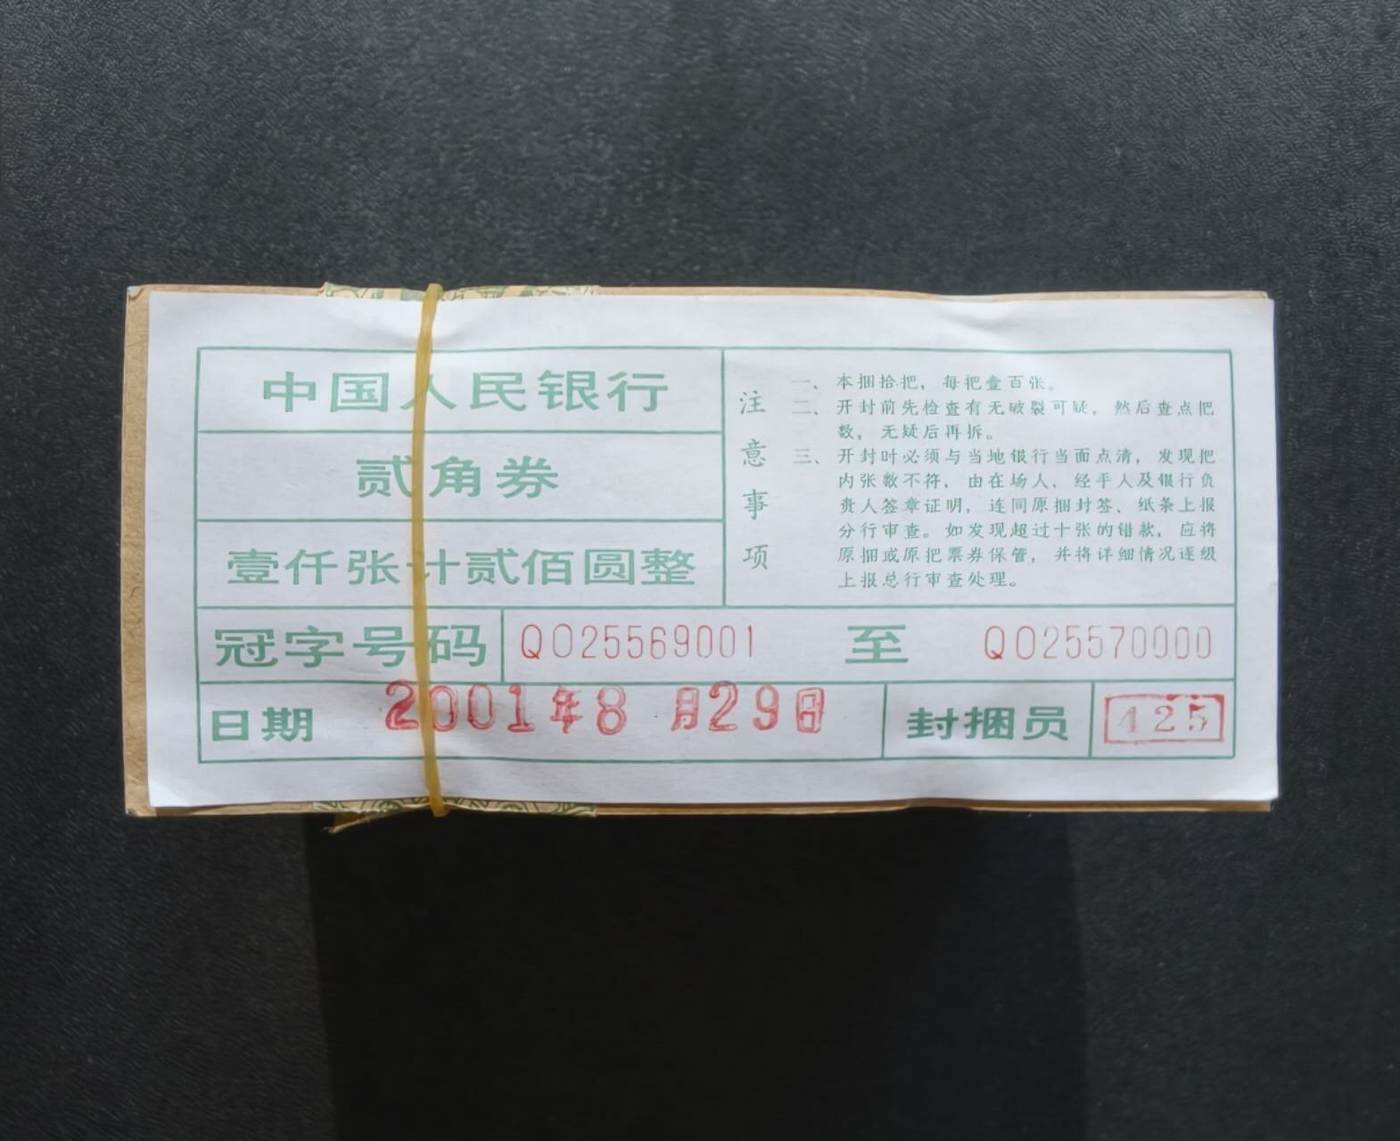 中国人民银行
贰角券
壹仟张计贰佰圆整
注意事项
一、本捆拾把，每把壹百张。
二、开封前先检查有无破裂可疑，然后查点把
数，无疑后再拆。
三、开封时必须与当地银行当面点清，发现把
内张数不符，由在场人、经手人及银行负
责人签章证明，连同原捆封签、纸条上报
分行审查。如发现超过十张的错款，应将
原捆或原把票券保管，并将详细情况逐级
上报总行审查处理。
冠字号码 QO25569001 至 QO25570000
日期 2001年8月29日 封捆员 425